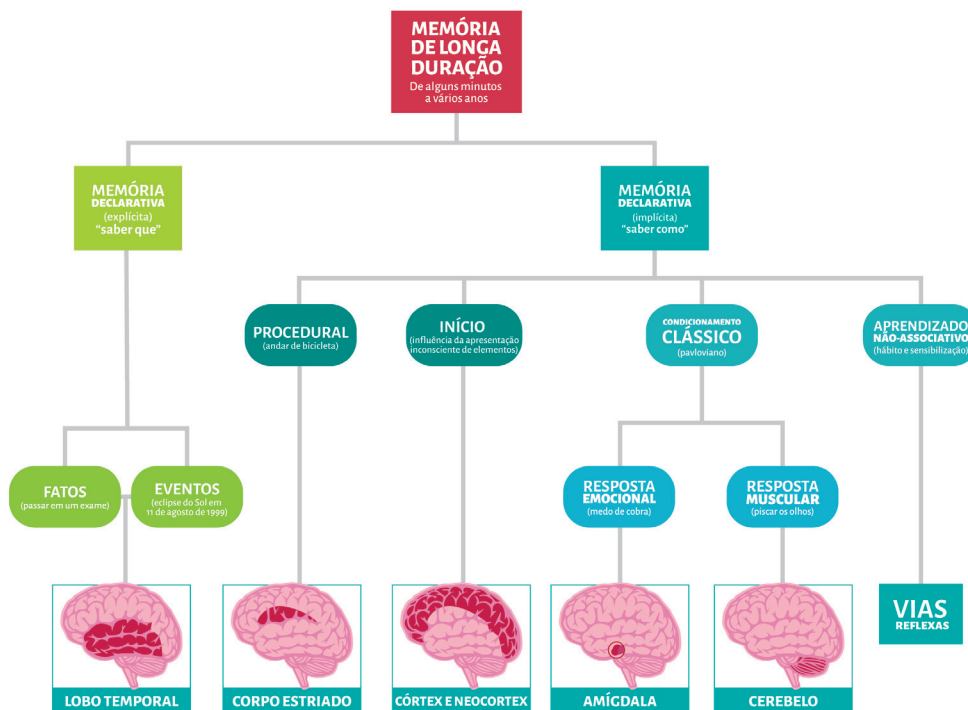 MEMÓRIA
DE LONGA
DURAÇÃO
De alguns minutos
a vários anos
MEMÓRIA
DECLARATIVA
(explícita)
“saber que”
MEMÓRIA
DECLARATIVA
(implícita)
“saber como”
PROCEDURAL
(andar de bicicleta)
INÍCIO
(influência da apresentação
inconsciente de elementos)
CONDICIONAMENTO
CLÁSSICO
(pavloviano)
APRENDIZADO
NÃO-ASSOCIATIVO
(hábito e sensibilização)
FATOS
(passar em um exame)
EVENTOS
(eclipse do Sol em
11 de agosto de 1999)
RESPOSTA
EMOCIONAL
(medo de cobra)
RESPOSTA
MUSCULAR
(piscar os olhos)
LOBO TEMPORAL
CORPO ESTRIADO
CÓRTEX E NEOCORTEX
AMÍGDALA
CEREBELO
VIAS
REFLEXAS